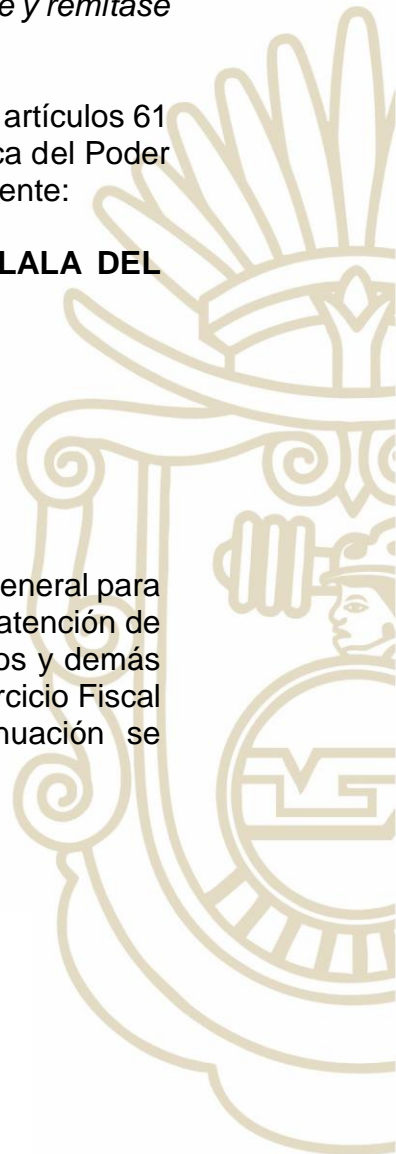 e y remítase
artículos 61
ca del Poder
ente:
LALA DEL
eneral para
atención de
os y demás
rcicio Fiscal
nuación se